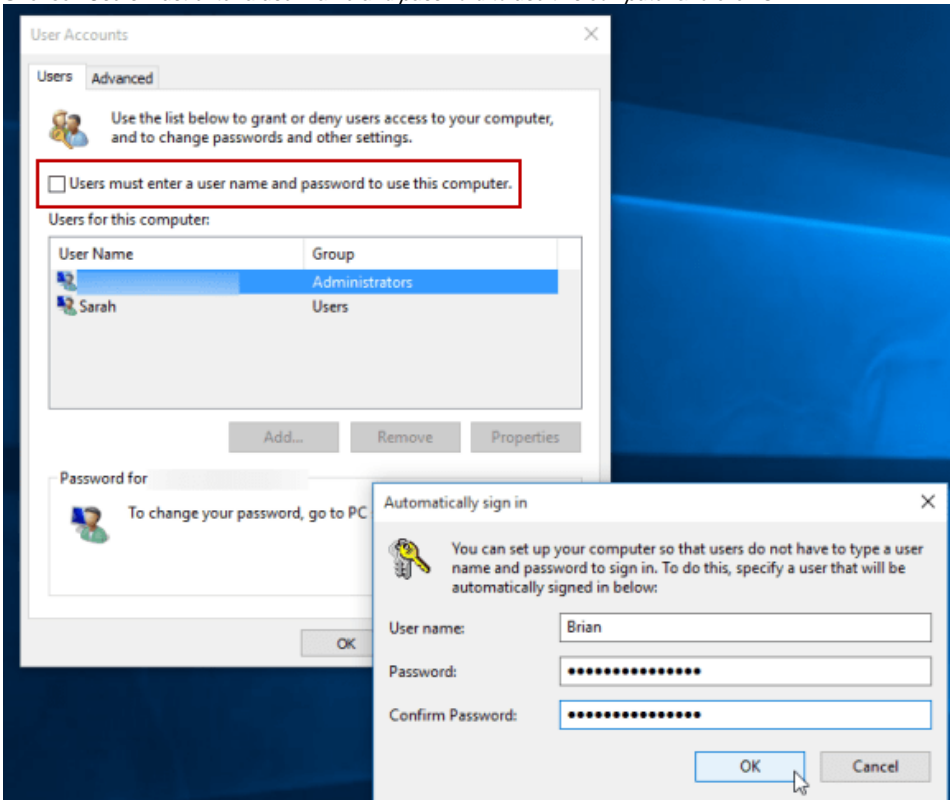 User Accounts
Users
Advanced
Use the list below to grant or deny users access to your computer,
and to change passwords and other settings.
Users must enter a user name and password to use this computer.
Users for this computer:
User Name Group
Administrators
Sarah Users
Add... Remove Properties
Password for
To change your password, go to PC
OK
Automatically sign in
You can set up your computer so that users do not have to type a user
name and password to sign in. To do this, specify a user that will be
automatically signed in below:
User name: Brian
Password: ●●●●●●●●●●●●●●●
Confirm Password: ●●●●●●●●●●●●●●●
OK Cancel